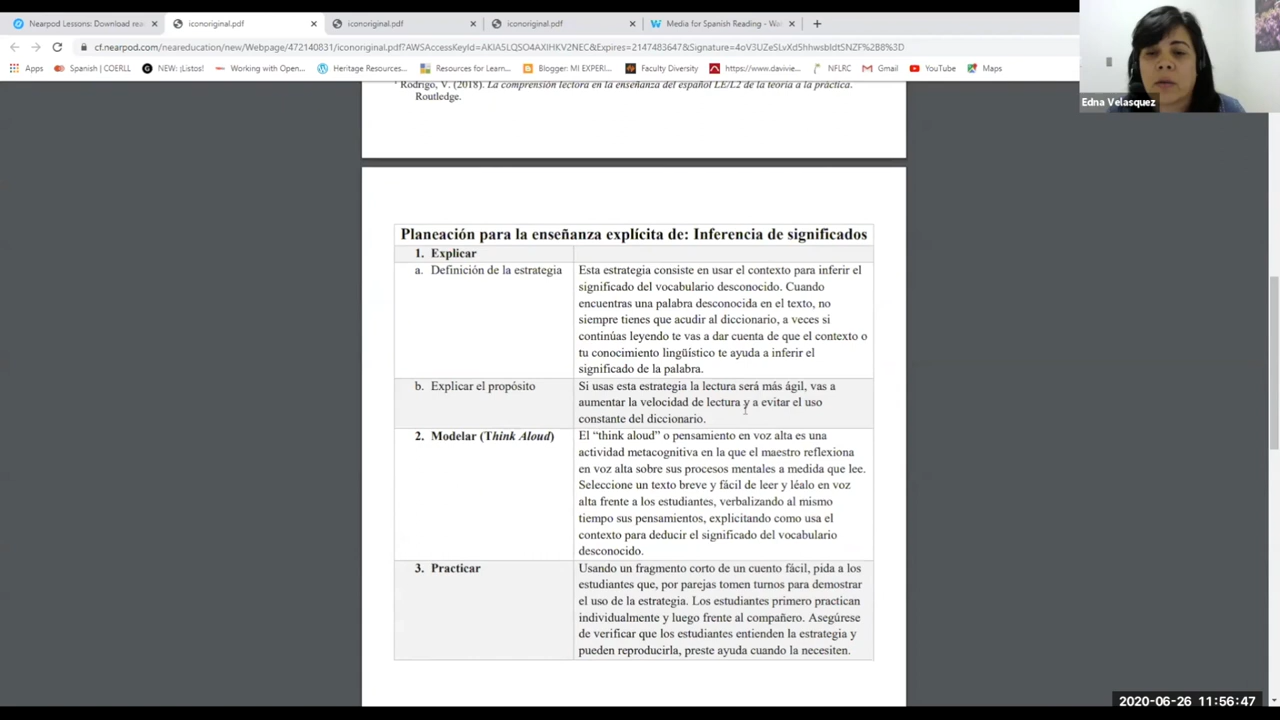 Nearpod Lessons: Download rea
iconoriginal.pdf
iconoriginal.pdf
iconoriginal.pdf
Media for Spanish Reading - Wa
cf.nearpod.com/neareducation/new/Webpage/472140831/iconoriginal.pdf?AWSAccessKeyId=AKIASLQSO4AXIHKV2NEC&Expires=2147483647&Signature=4oV3UZeSLvXd5hhwsbIdtSNZF%2B8%3D
Apps
Spanish | COERLL
NEW: ¡Listos!
Working with Open...
Heritage Resources...
Resources for Learn...
Blogger: MI EXPERI...
Faculty Diversity
https://www.davivie...
NFLRC
Gmail
YouTube
Maps
Edna Velasquez
Rodrigo, V. (2018). La comprensión lectora en la enseñanza del español LE/L2 de la teoría a la práctica.
Routledge.
Planeación para la enseñanza explícita de: Inferencia de significados
1. Explicar
a. Definición de la estrategia
Esta estrategia consiste en usar el contexto para inferir el
significado del vocabulario desconocido. Cuando
encuentras una palabra desconocida en el texto, no
siempre tienes que acudir al diccionario, a veces si
continúas leyendo te vas a dar cuenta de que el contexto o
tu conocimiento lingüístico te ayuda a inferir el
significado de la palabra.
b. Explicar el propósito
Si usas esta estrategia la lectura será más ágil, vas a
aumentar la velocidad de lectura y a evitar el uso
constante del diccionario.
2. Modelar (Think Aloud)
El “think aloud” o pensamiento en voz alta es una
actividad metacognitiva en la que el maestro reflexiona
en voz alta sobre sus procesos mentales a medida que lee.
Seleccione un texto breve y fácil de leer y léalo en voz
alta frente a los estudiantes, verbalizando al mismo
tiempo sus pensamientos, explicitando como usa el
contexto para deducir el significado del vocabulario
desconocido.
3. Practicar
Usando un fragmento corto de un cuento fácil, pida a los
estudiantes que, por parejas tomen turnos para demostrar
el uso de la estrategia. Los estudiantes primero practican
individualmente y luego frente al compañero. Asegúrese
de verificar que los estudiantes entienden la estrategia y
pueden reproducirla, preste ayuda cuando la necesiten.
2020-06-26 11:56:47